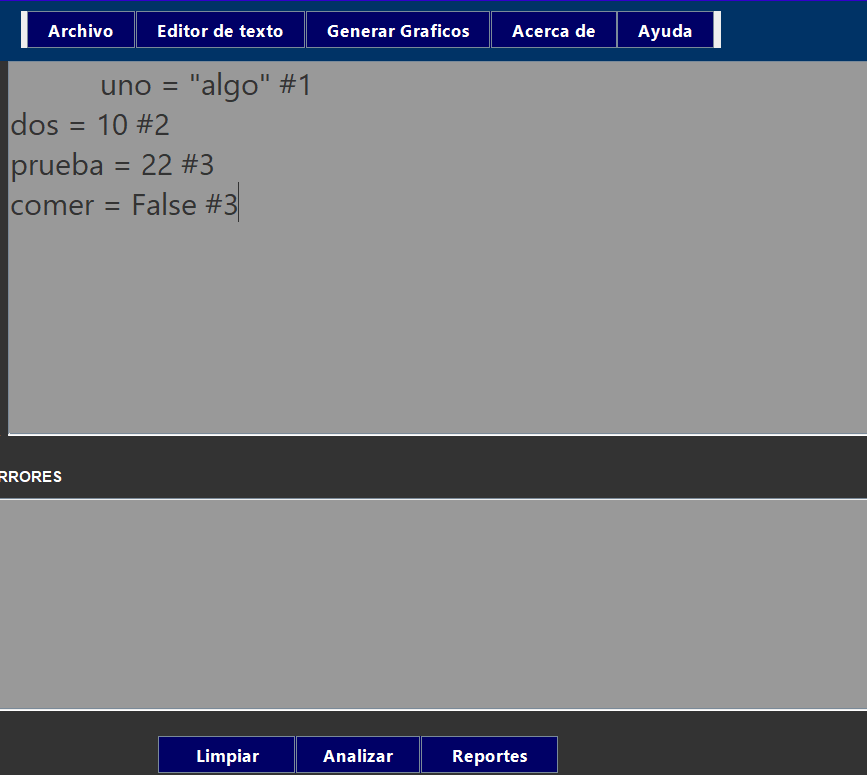 Archivo Editor de texto Generar Graficos Acerca de Ayuda
uno = "algo" #1
dos = 10 #2
prueba = 22 #3
comer = False #3
RRORES
Limpiar Analizar Reportes